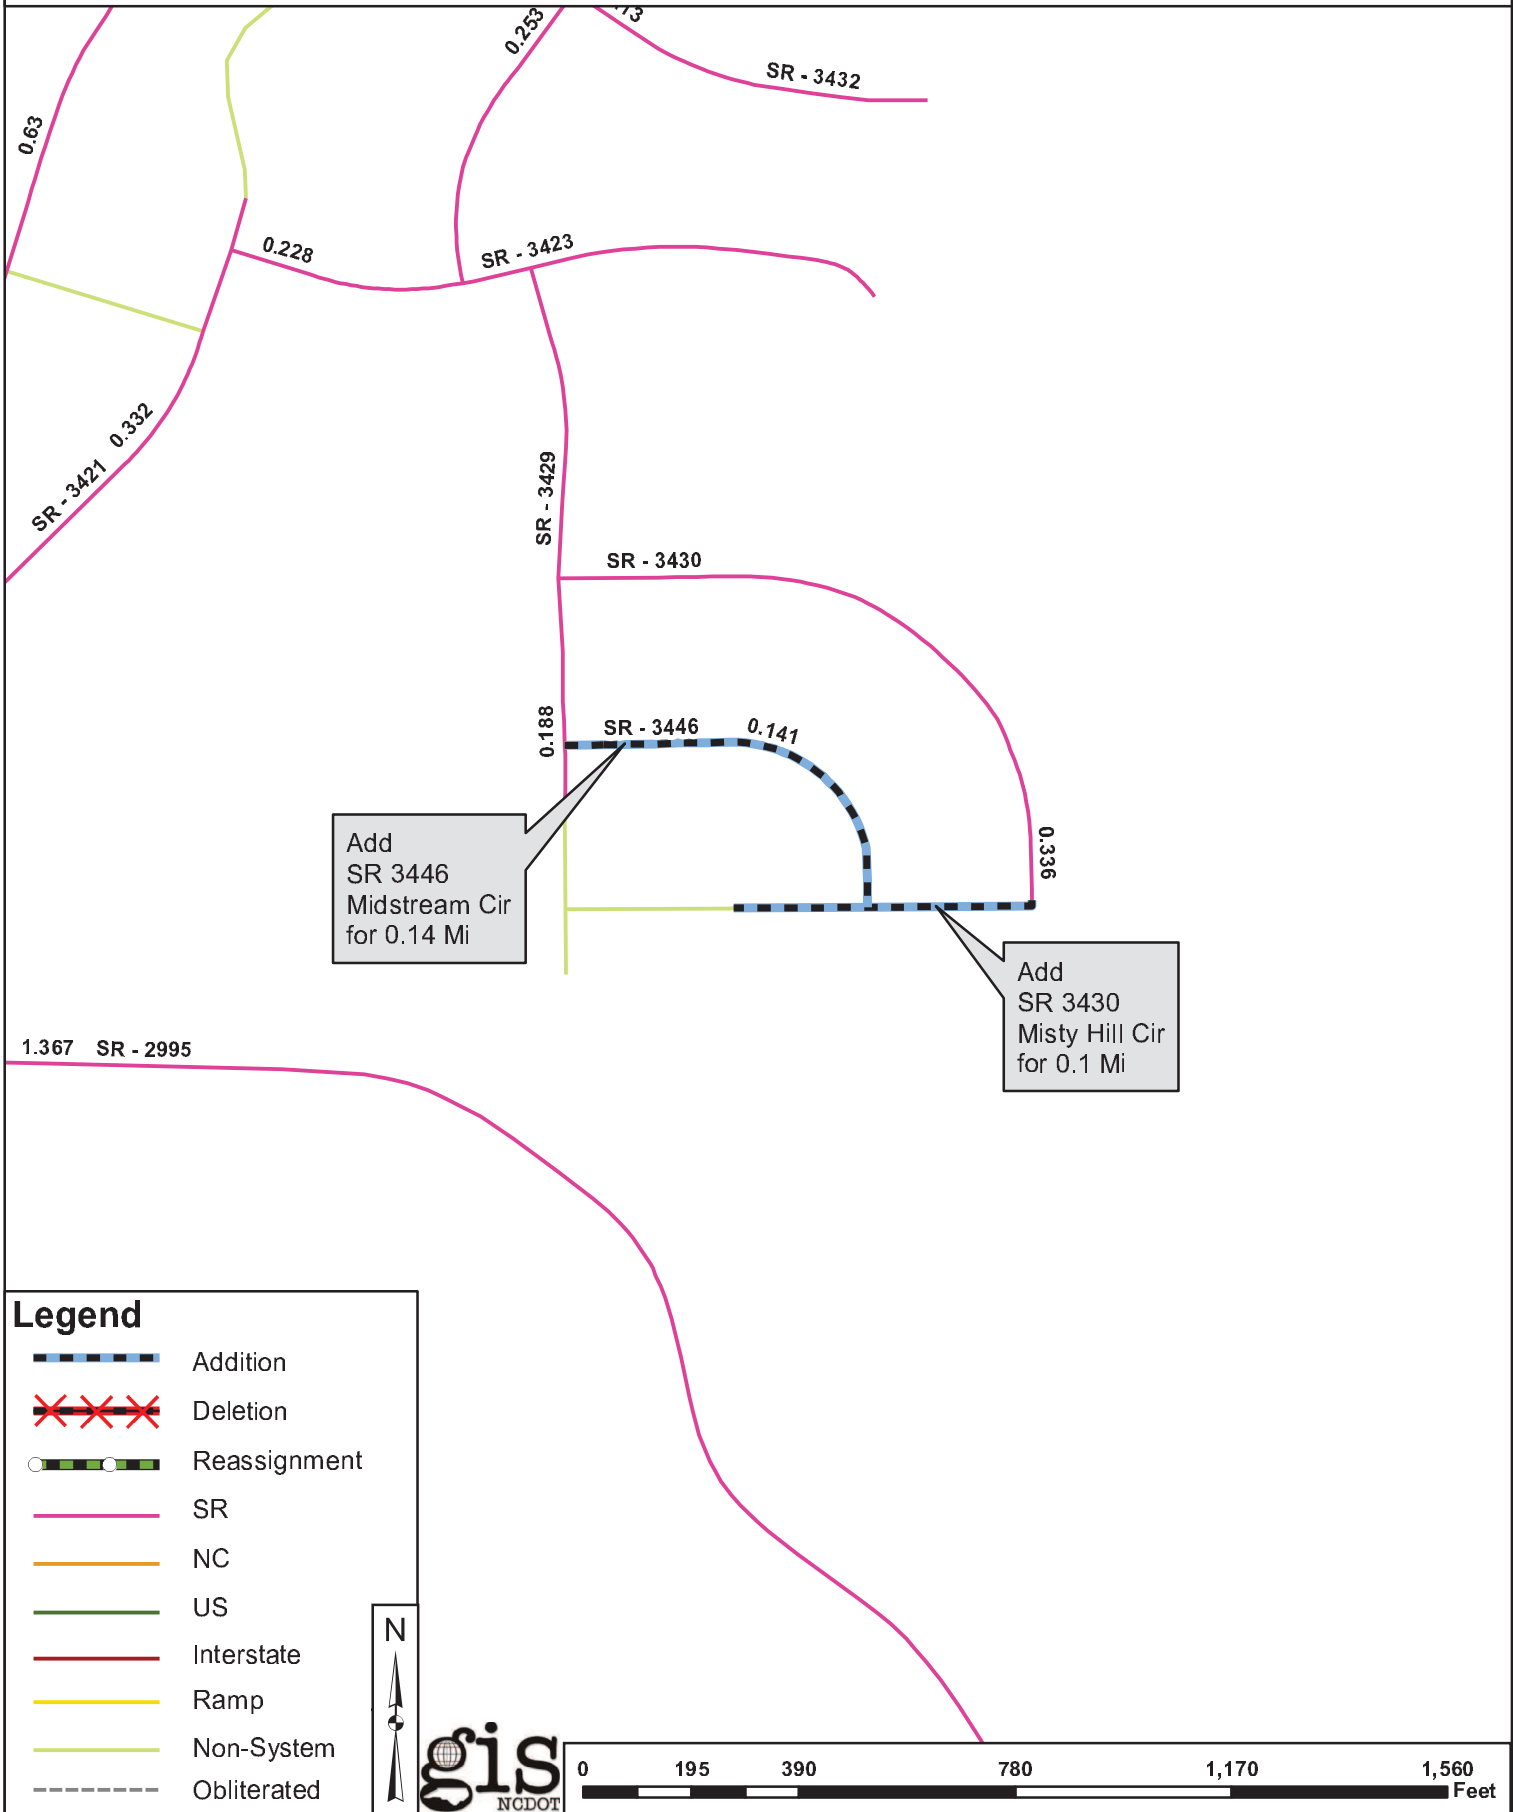 0.253
SR - 3432
0.63
0.228
SR - 3423
0.332
SR - 3421
SR - 3429
SR - 3430
0.188
SR - 3446
0.141
0.336
Add
SR 3446
Midstream Cir
for 0.14 Mi
Add
SR 3430
Misty Hill Cir
for 0.1 Mi
1.367 SR - 2995
Legend
Addition
Deletion
Reassignment
SR
NC
US
Interstate
Ramp
Non-System
Obliterated
N
gis
NCDOT
0 195 390 780 1,170 1,560
Feet